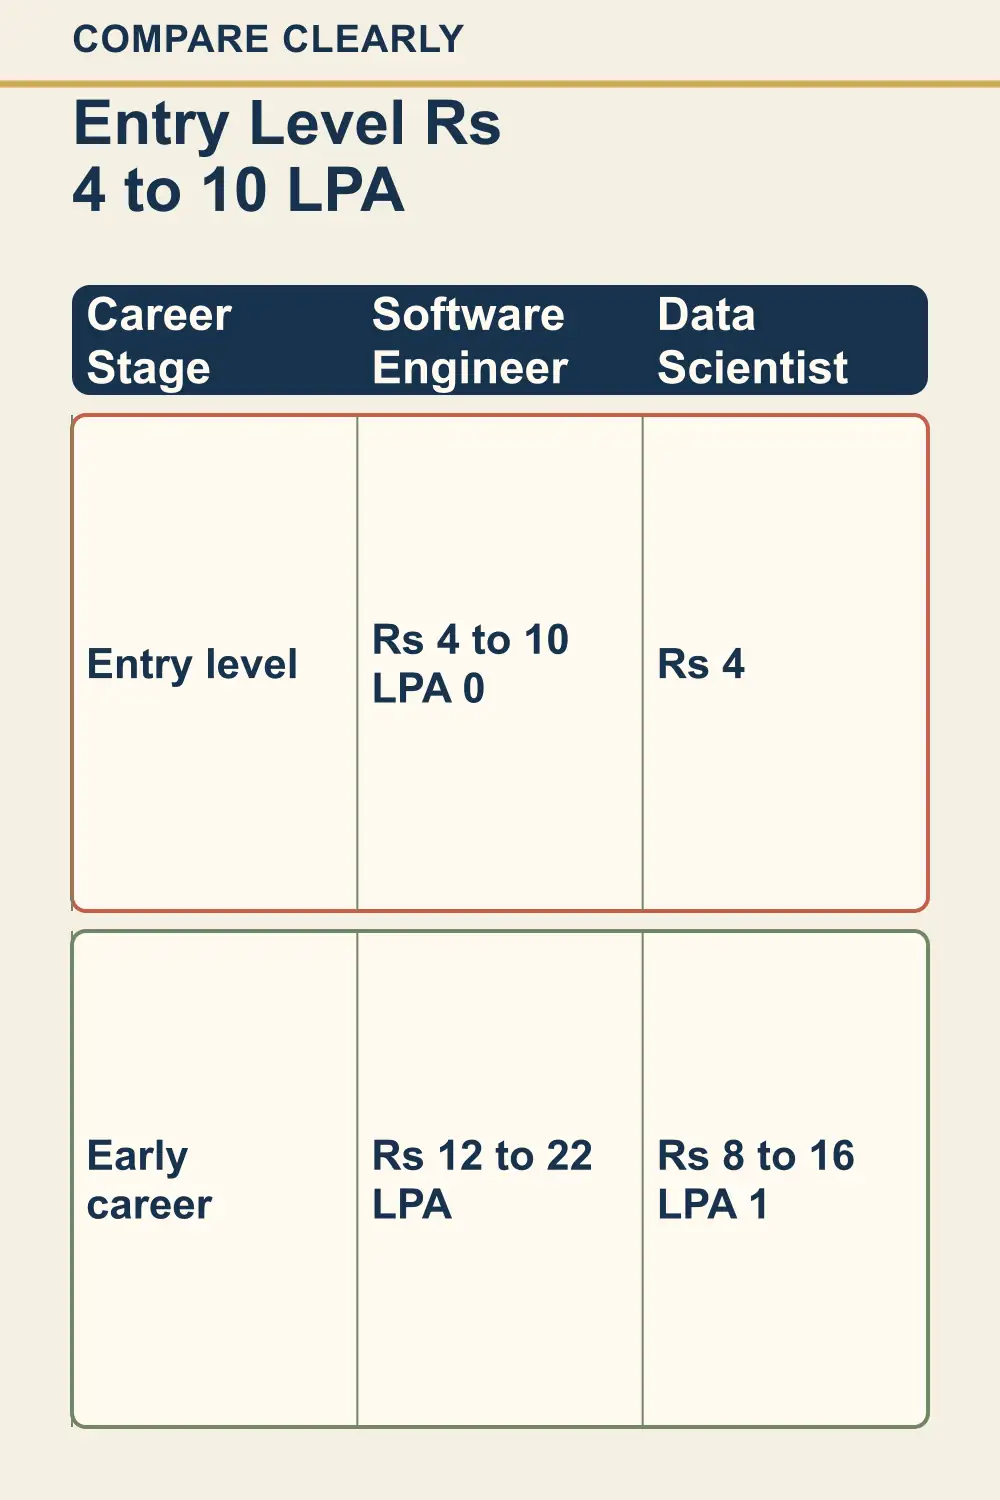 COMPARE CLEARLY
Entry Level Rs
4 to 10 LPA
Career
Stage
Software
Engineer
Data
Scientist
Entry level
Rs 4 to 10
LPA 0
Rs 4
Early
career
Rs 12 to 22
LPA
Rs 8 to 16
LPA 1